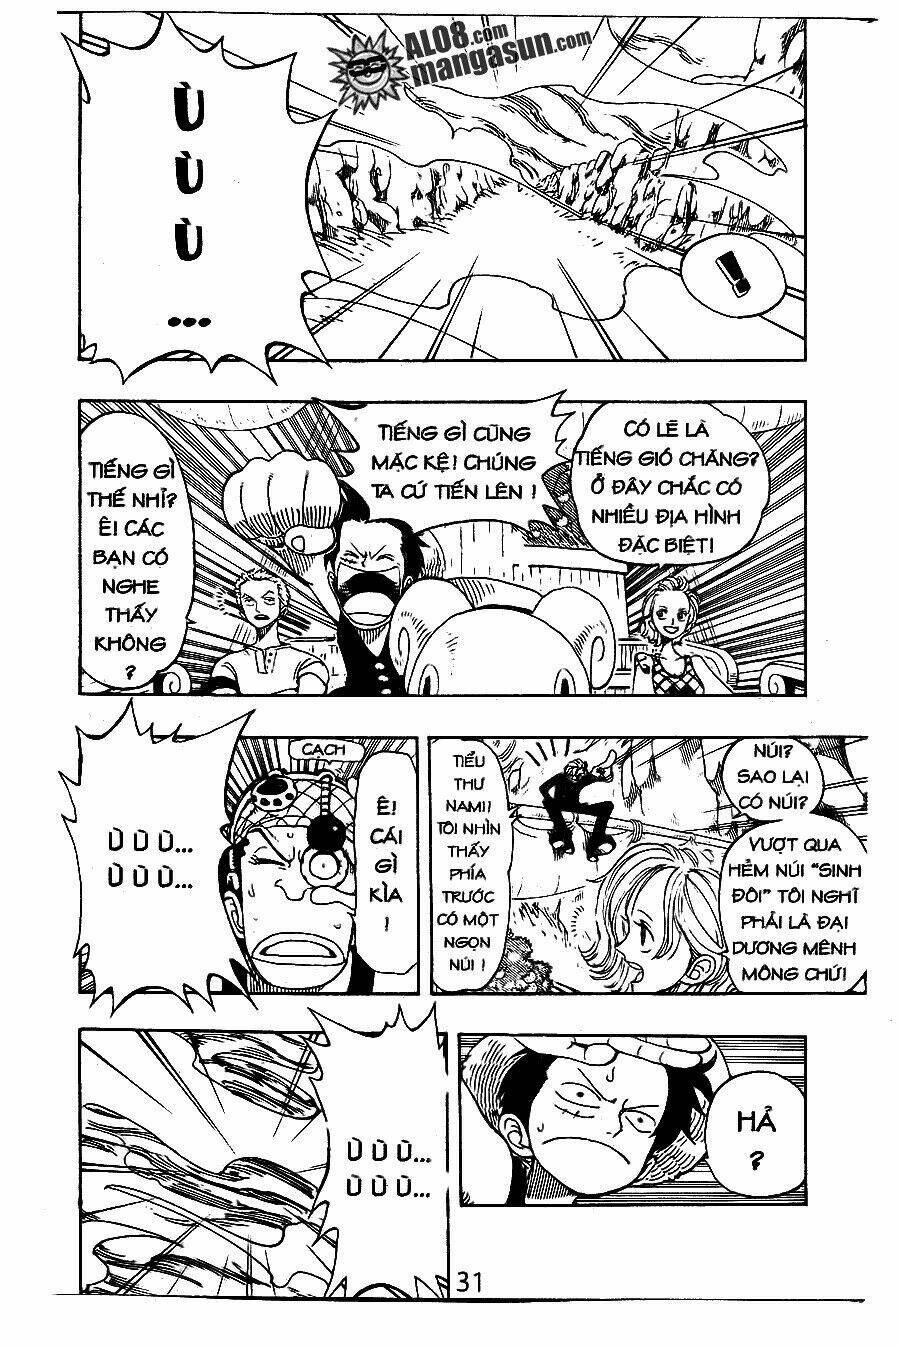 AL08.com
mangasun.com
Ù
Ù
Ù
...
!
CÓ LẼ LÀ
TIẾNG GIÓ CHĂNG?
Ở ĐÂY CHẮC CÓ
NHIỀU ĐỊA HÌNH
ĐẶC BIỆT!
TIẾNG GÌ CŨNG
MẶC KỆ! CHÚNG
TA CỨ TIẾN LÊN !
TIẾNG GÌ
THẾ NHỈ?
Ê! CÁC
BẠN CÓ
NGHE
THẤY
KHÔNG
?
CẠCH
Ê!
CÁI
GÌ
KÌA
!
Ù Ù Ù...
Ù Ù Ù...
NÚI?
SAO LẠI
CÓ NÚI?
VƯỢT QUA
HẺM NÚI “SINH
ĐÔI” TÔI NGHĨ
PHẢI LÀ ĐẠI
DƯƠNG MÊNH
MÔNG CHỨ!
TIỂU
THƯ
NAMI!
TÔI NHÌN
THẤY
PHÍA
TRƯỚC
CÓ MỘT
NGỌN
NÚI !
Ù Ù Ù...
Ù Ù Ù...
HẢ
?
31